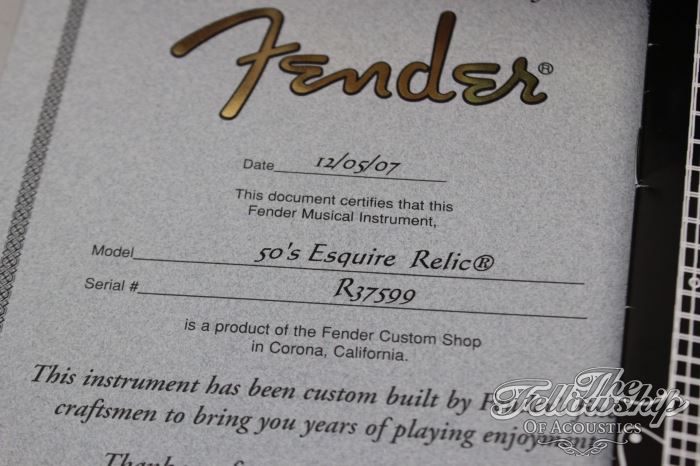 Fender®
Date 12/05/07
This document certifies that this
Fender Musical Instrument,
Model 50's Esquire Relic®
Serial # R37599
is a product of the Fender Custom Shop
in Corona, California.
This instrument has been custom built by
craftsmen to bring you years of playing enjoyment
The
Fellowship
Of Acoustics